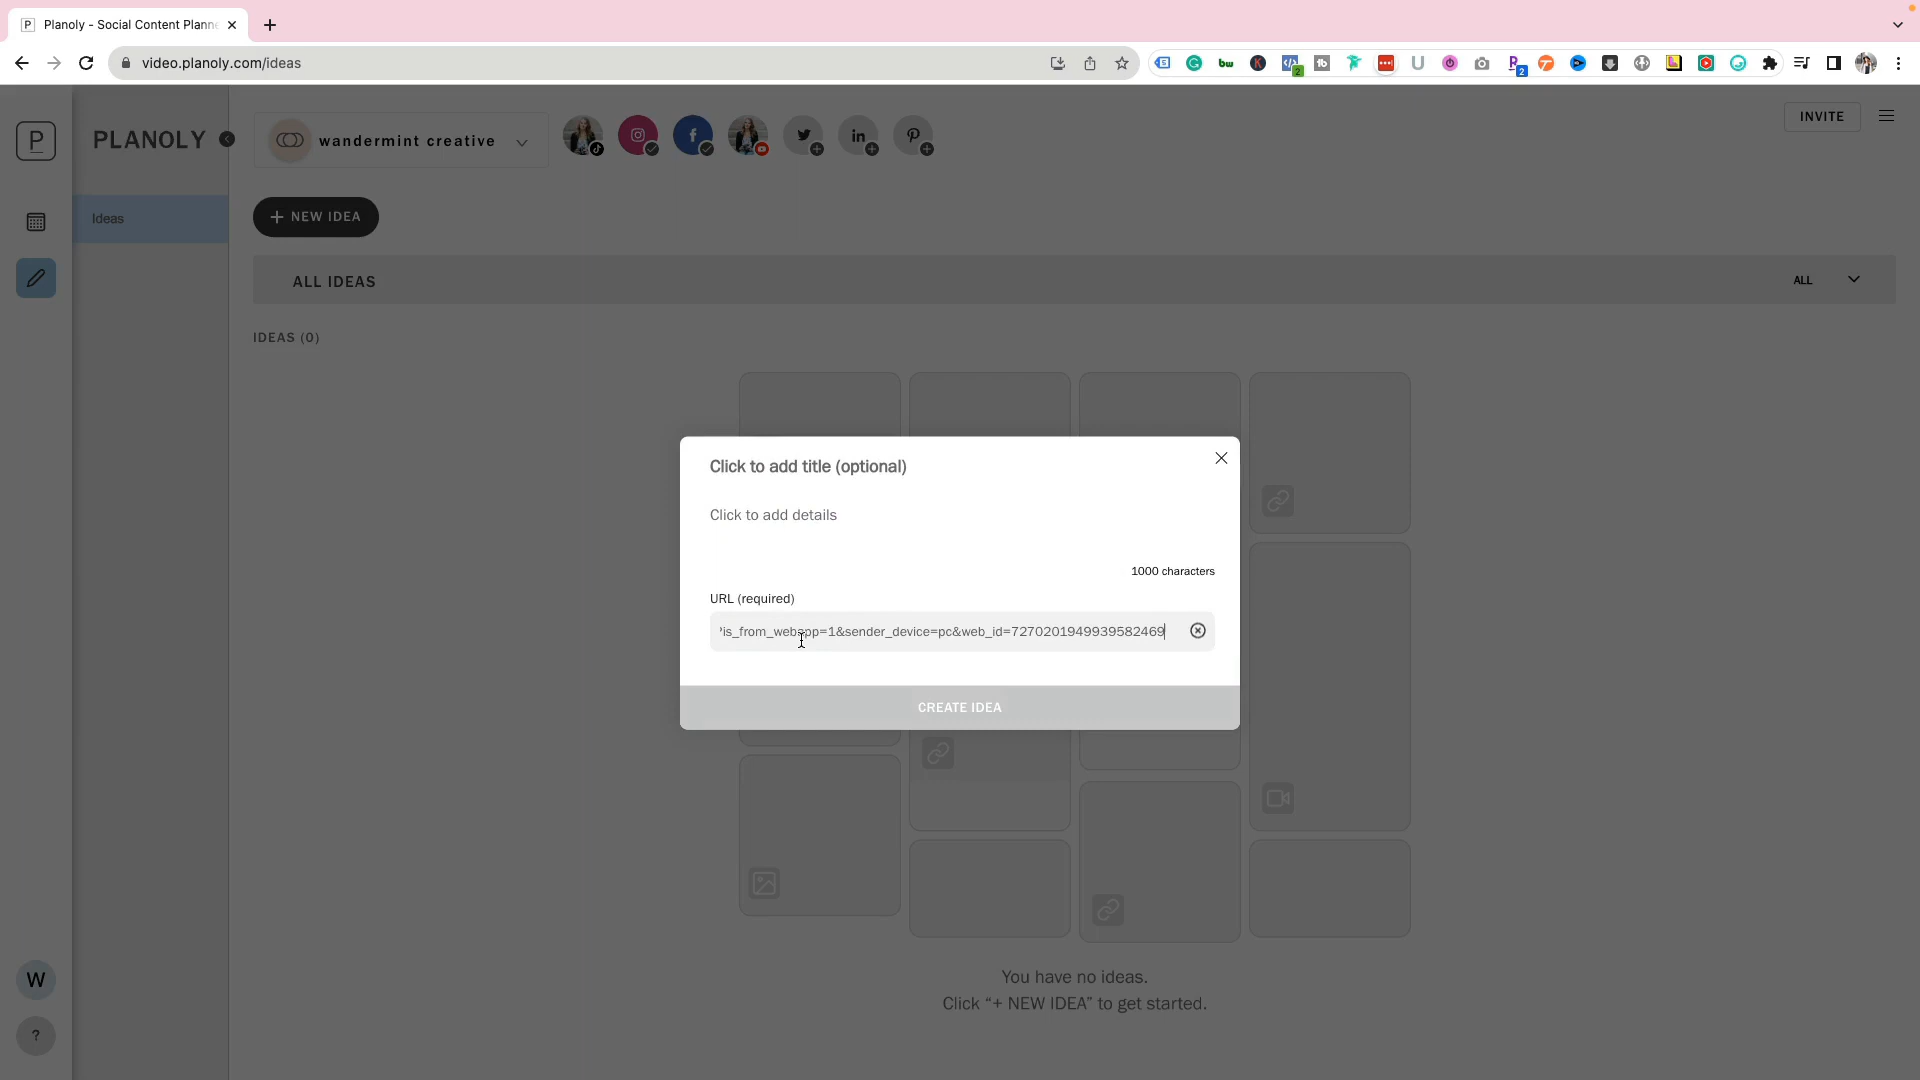 Planoly - Social Content Planne
video.planoly.com/ideas
2
2
P
PLANOLY
wandermint creative
INVITE
Ideas
+ NEW IDEA
ALL IDEAS
ALL
IDEAS (0)
Click to add title (optional)
Click to add details
1000 characters
URL (required)
?is_from_webapp=1&sender_device=pc&web_id=7270201949939582469
CREATE IDEA
You have no ideas.
Click “+ NEW IDEA” to get started.
W
?